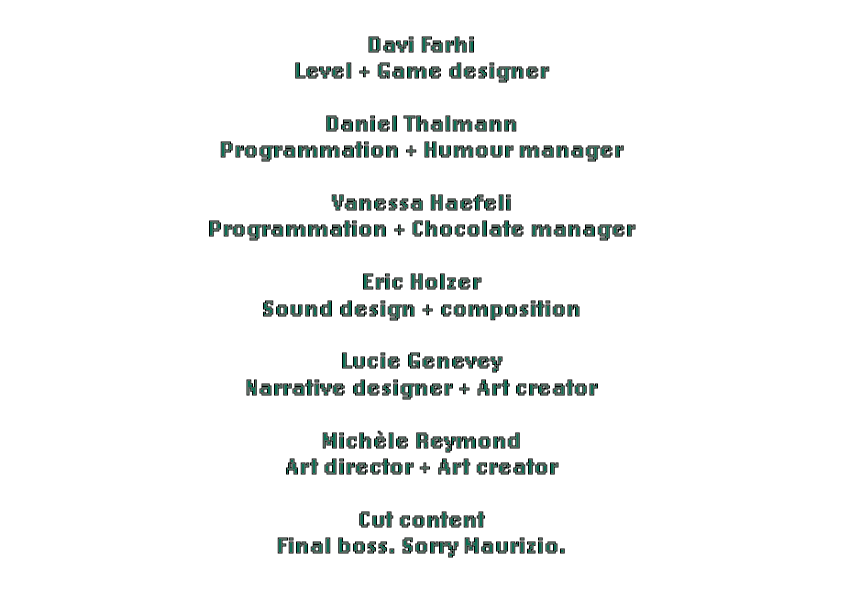 Davi Farhi
Level + Game designer
Daniel Thalmann
Programmation + Humour manager
Vanessa Haefeli
Programmation + Chocolate manager
Eric Holzer
Sound design + composition
Lucie Genevey
Narrative designer + Art creator
Michèle Reymond
Art director + Art creator
Cut content
Final boss. Sorry Maurizio.